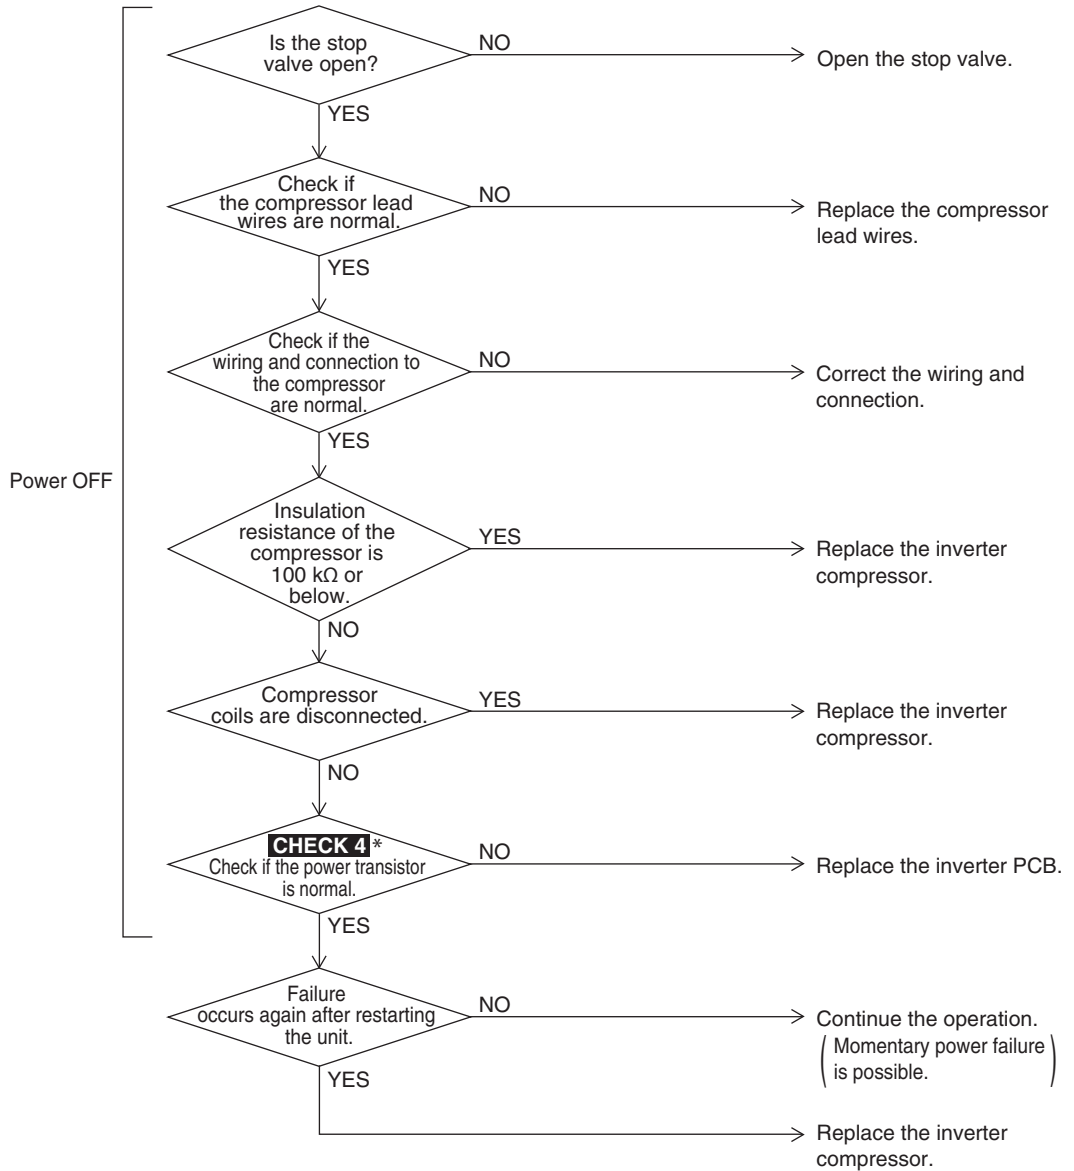 Is the stop
valve open?
NO
Open the stop valve.
YES
Check if
the compressor lead
wires are normal.
NO
Replace the compressor
lead wires.
YES
Check if the
wiring and connection to
the compressor
are normal.
NO
Correct the wiring and
connection.
YES
Power OFF
Insulation
resistance of the
compressor is
100 kΩ or
below.
YES
Replace the inverter
compressor.
NO
Compressor
coils are disconnected.
YES
Replace the inverter
compressor.
NO
CHECK 4 *
Check if the power transistor
is normal.
NO
Replace the inverter PCB.
YES
Failure
occurs again after restarting
the unit.
NO
Continue the operation.
(Momentary power failure
is possible.)
YES
Replace the inverter
compressor.